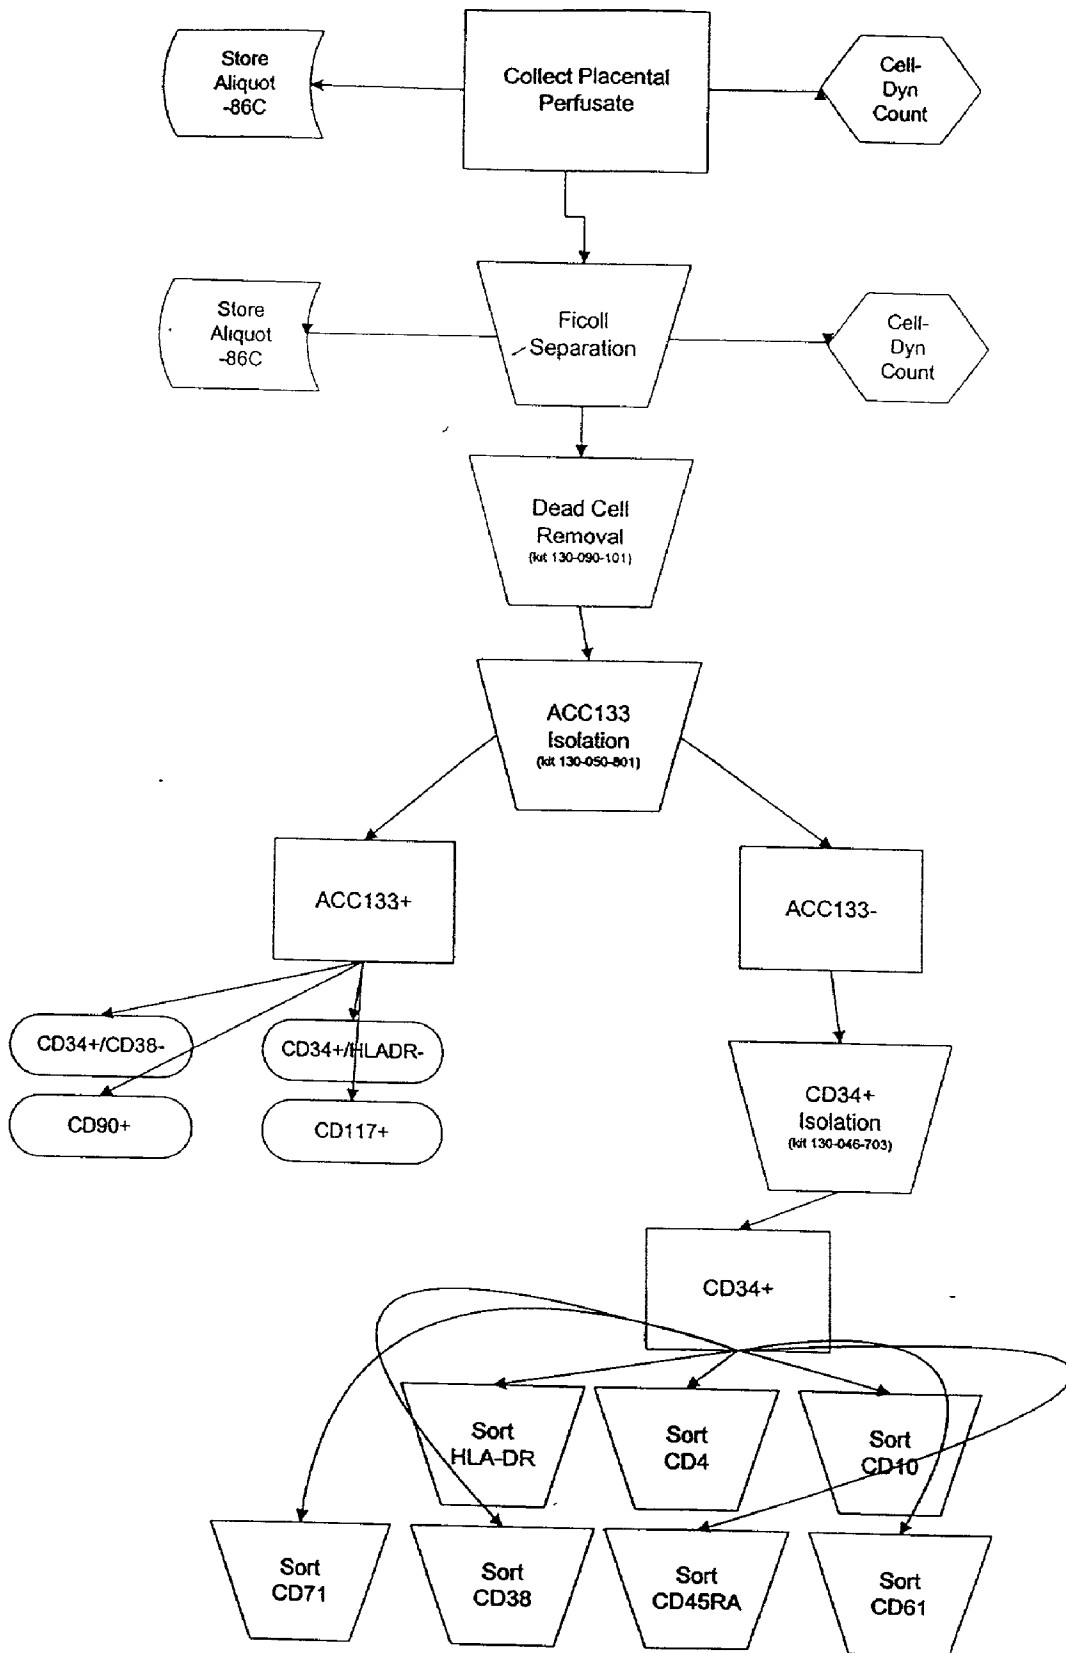 Store
Aliquot
-86C
Collect Placental
Perfusate
Cell-
Dyn
Count
Store
Aliquot
-86C
Ficoll
Separation
Cell-
Dyn
Count
Dead Cell
Removal
(kit 130-090-101)
ACC133
Isolation
(kit 130-050-801)
ACC133+
ACC133-
CD34+/CD38-
CD34+/HLADR-
CD90+
CD117+
CD34+
Isolation
(kit 130-046-703)
CD34+
Sort
HLA-DR
Sort
CD4
Sort
CD10
Sort
CD71
Sort
CD38
Sort
CD45RA
Sort
CD61